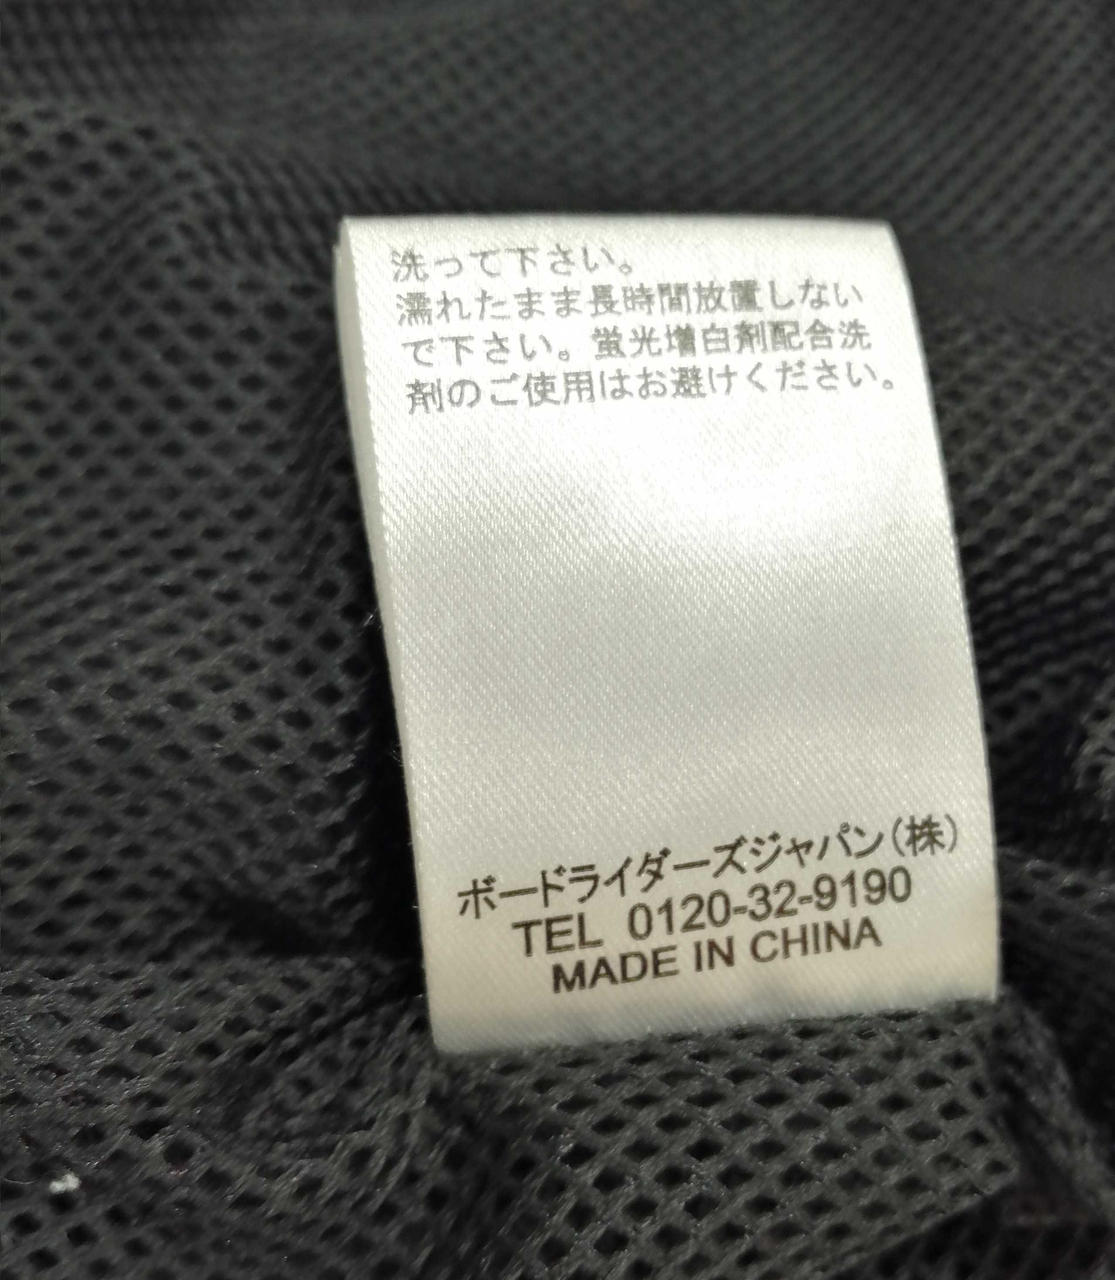 洗って下さい。
濡れたまま長時間放置しない
で下さい。蛍光増白剤配合洗
剤のご使用はお避けください。
ボードライダーズジャパン(株)
TEL 0120-32-9190
MADE IN CHINA